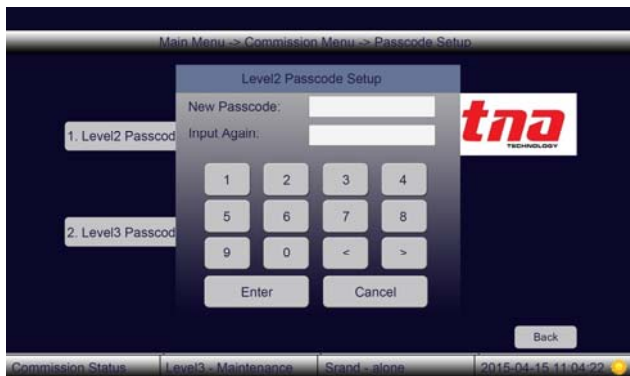 Main Menu -> Commission Menu -> Passcode Setup
Level2 Passcode Setup
New Passcode:
Input Again:
1. Level2 Passcod
tna
TECHNOLOGY
1 2 3 4
5 6 7 8
2. Level3 Passcod
9 0 < >
Enter Cancel
Back
Commission Status Level3 - Maintenance Srand - alone 2015-04-15 11:04:22